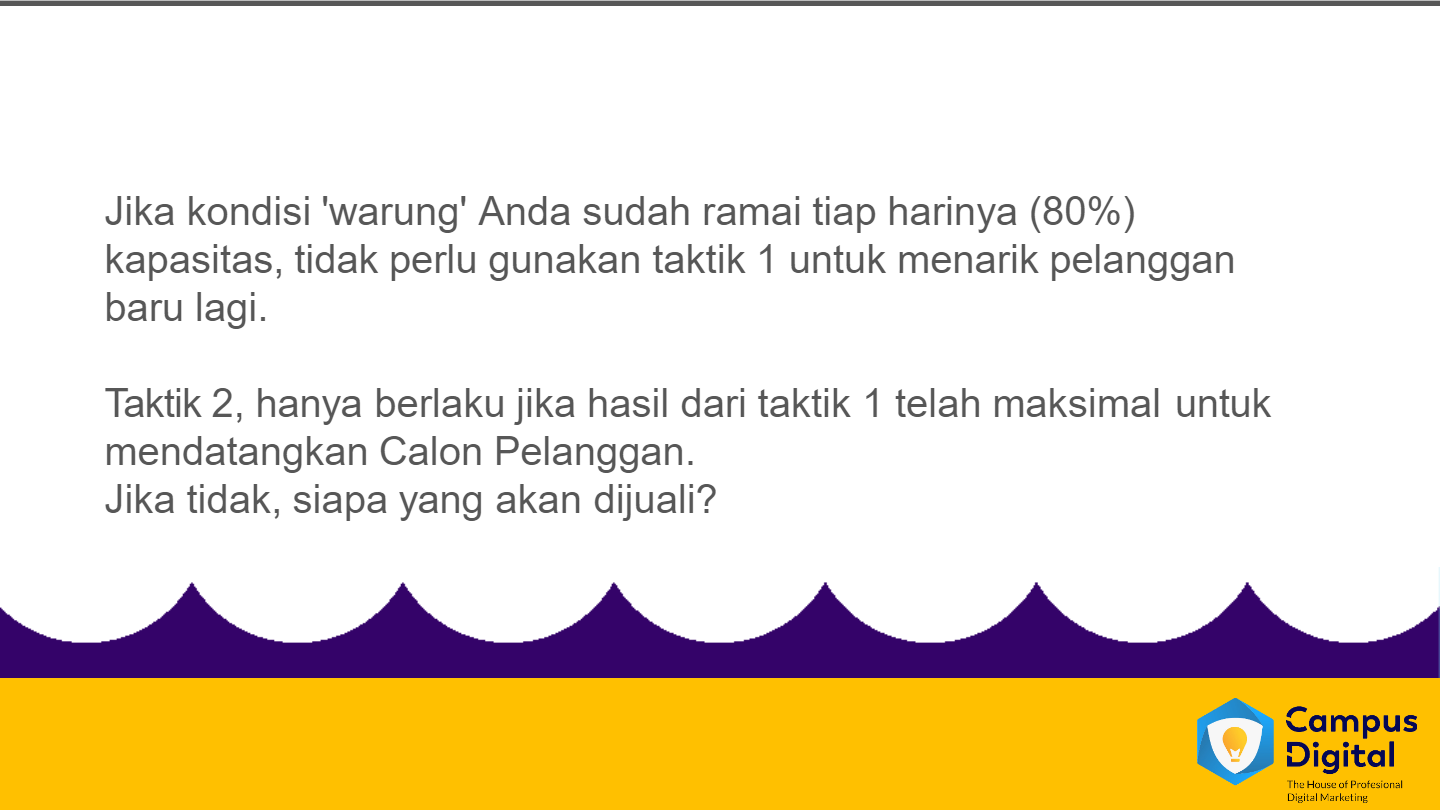 Jika kondisi 'warung' Anda sudah ramai tiap harinya (80%)
kapasitas, tidak perlu gunakan taktik 1 untuk menarik pelanggan
baru lagi.
Taktik 2, hanya berlaku jika hasil dari taktik 1 telah maksimal untuk
mendatangkan Calon Pelanggan.
Jika tidak, siapa yang akan dijuali?
Campus
Digital
The House of Profesional
Digital Marketing